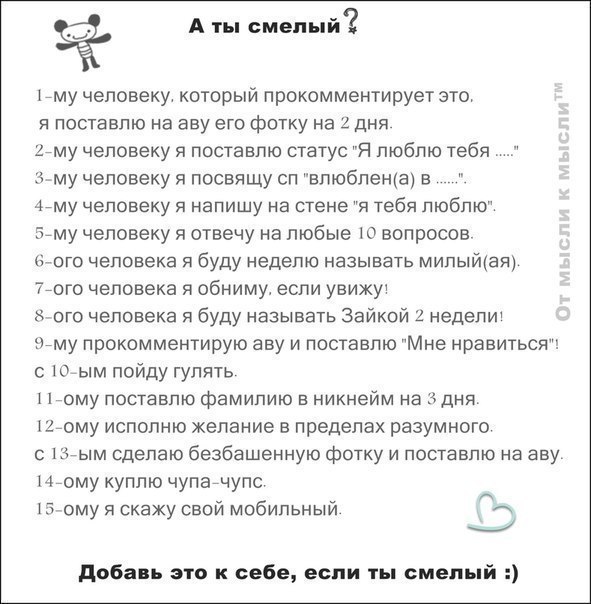 А ты смелый?
1-му человеку, который прокомментирует это,
я поставлю на аву его фотку на 2 дня.
2-му человеку я поставлю статус "Я люблю тебя ....."
3-му человеку я посвящу сп "влюблен(а) в ......".
4-му человеку я напишу на стене "я тебя люблю".
5-му человеку я отвечу на любые 10 вопросов.
6-ого человека я буду неделю называть милый(ая).
7-ого человека я обниму, если увижу!
8-ого человека я буду называть Зайкой 2 недели!
9-му прокомментирую аву и поставлю "Мне нравиться"!
с 10-ым пойду гулять.
11-ому поставлю фамилию в никнейм на 3 дня.
12-ому исполню желание в пределах разумного.
с 13-ым сделаю безбашенную фотку и поставлю на аву.
14-ому куплю чупа-чупс.
15-ому я скажу свой мобильный.
Добавь это к себе, если ты смелый :)
От мысли к мысли™